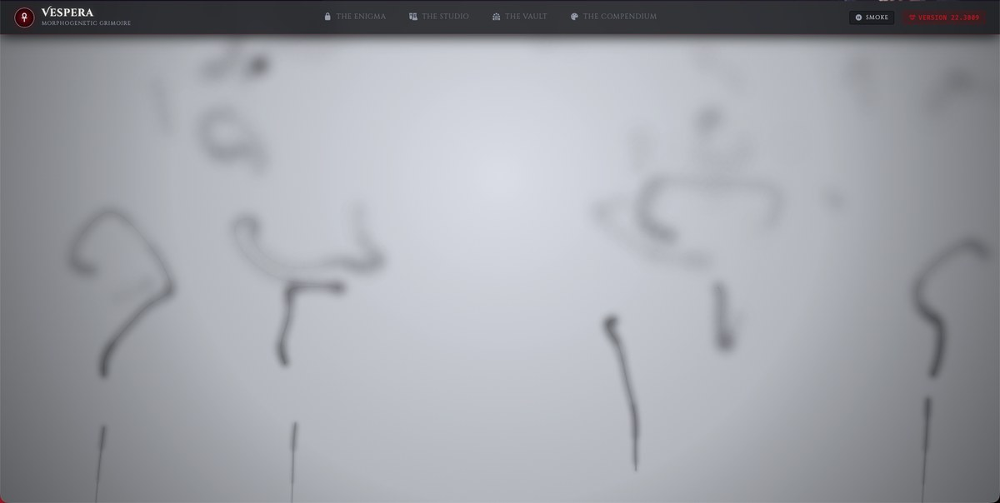 VESPERA
MORPHOGENETIC GRIMOIRE
THE ENIGMA
THE STUDIO
THE VAULT
THE COMPENDIUM
SMOKE
VERSION 22.3809